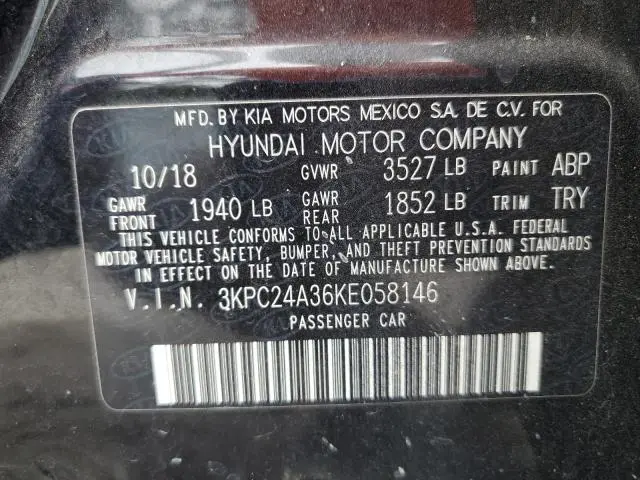 MFD. BY KIA MOTORS MEXICO S.A. DE C.V. FOR
HYUNDAI MOTOR COMPANY
10/18 GVWR 3527 LB PAINT ABP
GAWR FRONT 1940 LB GAWR REAR 1852 LB TRIM TRY
THIS VEHICLE CONFORMS TO ALL APPLICABLE U.S.A. FEDERAL
MOTOR VEHICLE SAFETY, BUMPER, AND THEFT PREVENTION STANDARDS
IN EFFECT ON THE DATE OF MANUFACTURE SHOWN ABOVE.
V.I.N. 3KPC24A36KE058146
PASSENGER CAR